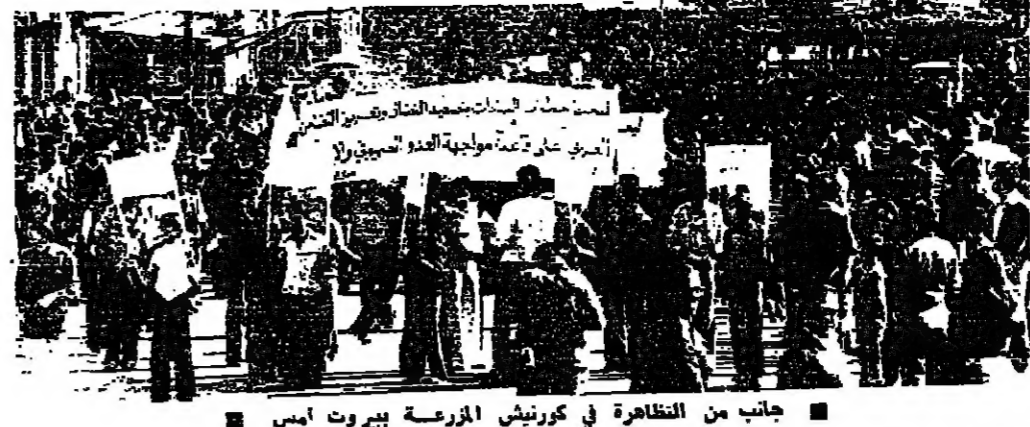 بتصعيد النضال وتعزيز التضامن
العربي على قاعدة مواجهة العدو الصهيوني
■ جانب من التظاهرة في كورنيش المزرعة ببيروت أمس ■